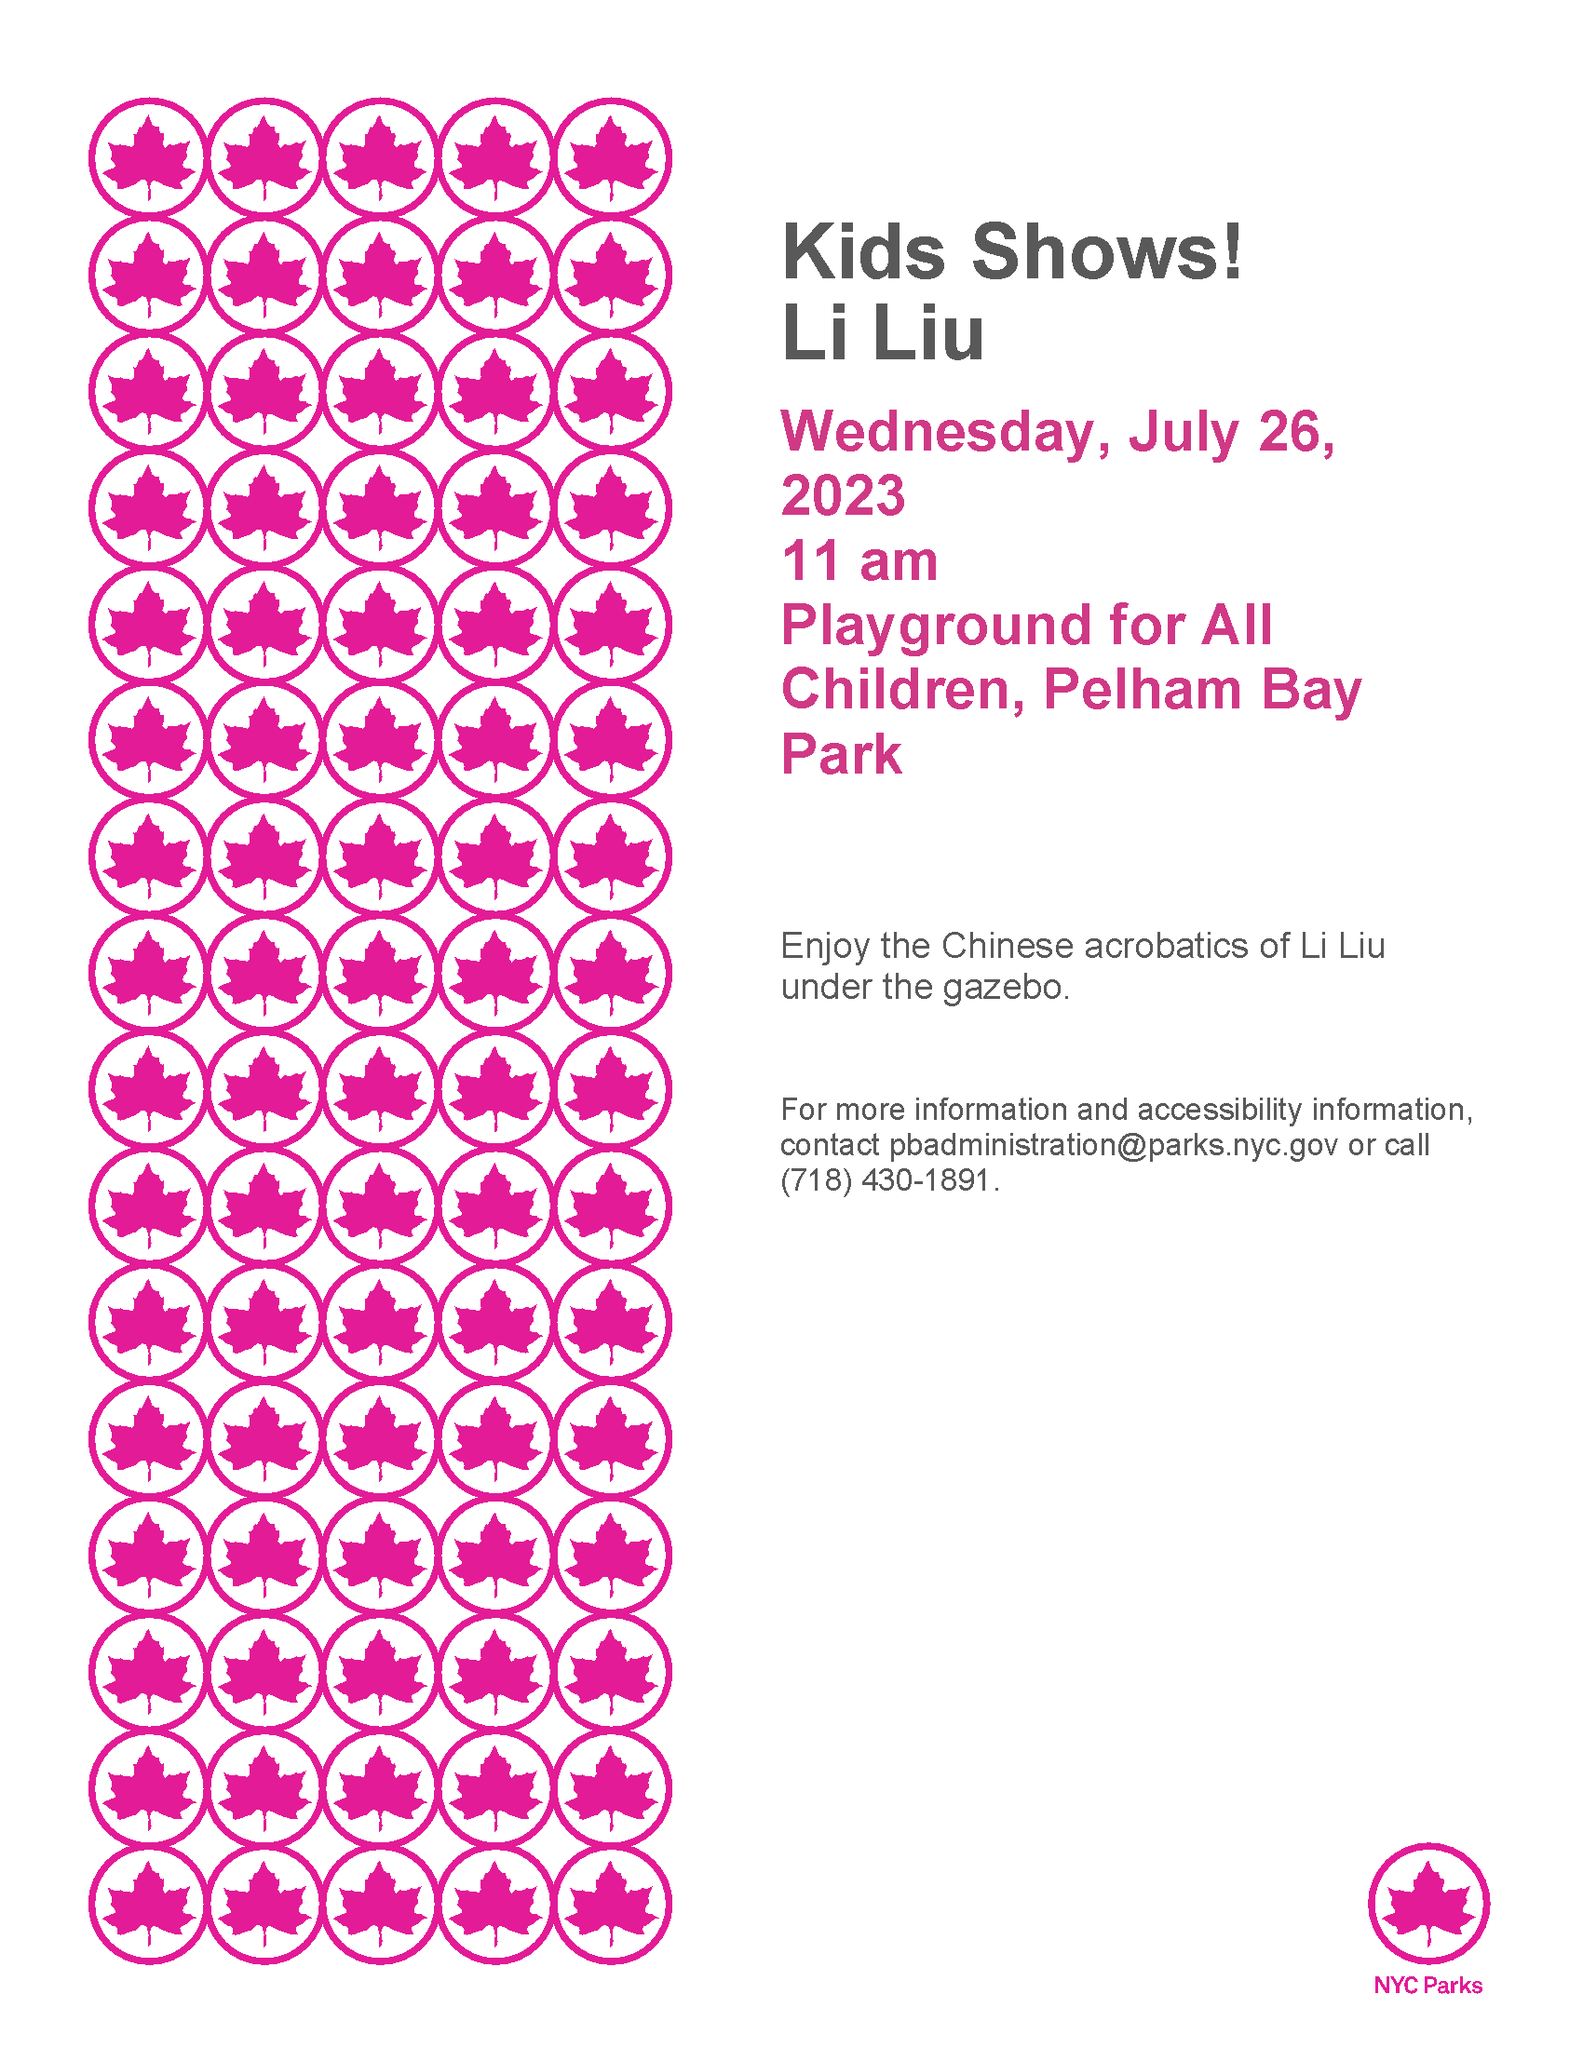 Kids Shows!
Li Liu
Wednesday, July 26,
2023
11 am
Playground for All
Children, Pelham Bay
Park
Enjoy the Chinese acrobatics of Li Liu
under the gazebo.
For more information and accessibility information,
contact pbadministration@parks.nyc.gov or call
(718) 430-1891.
NYC Parks